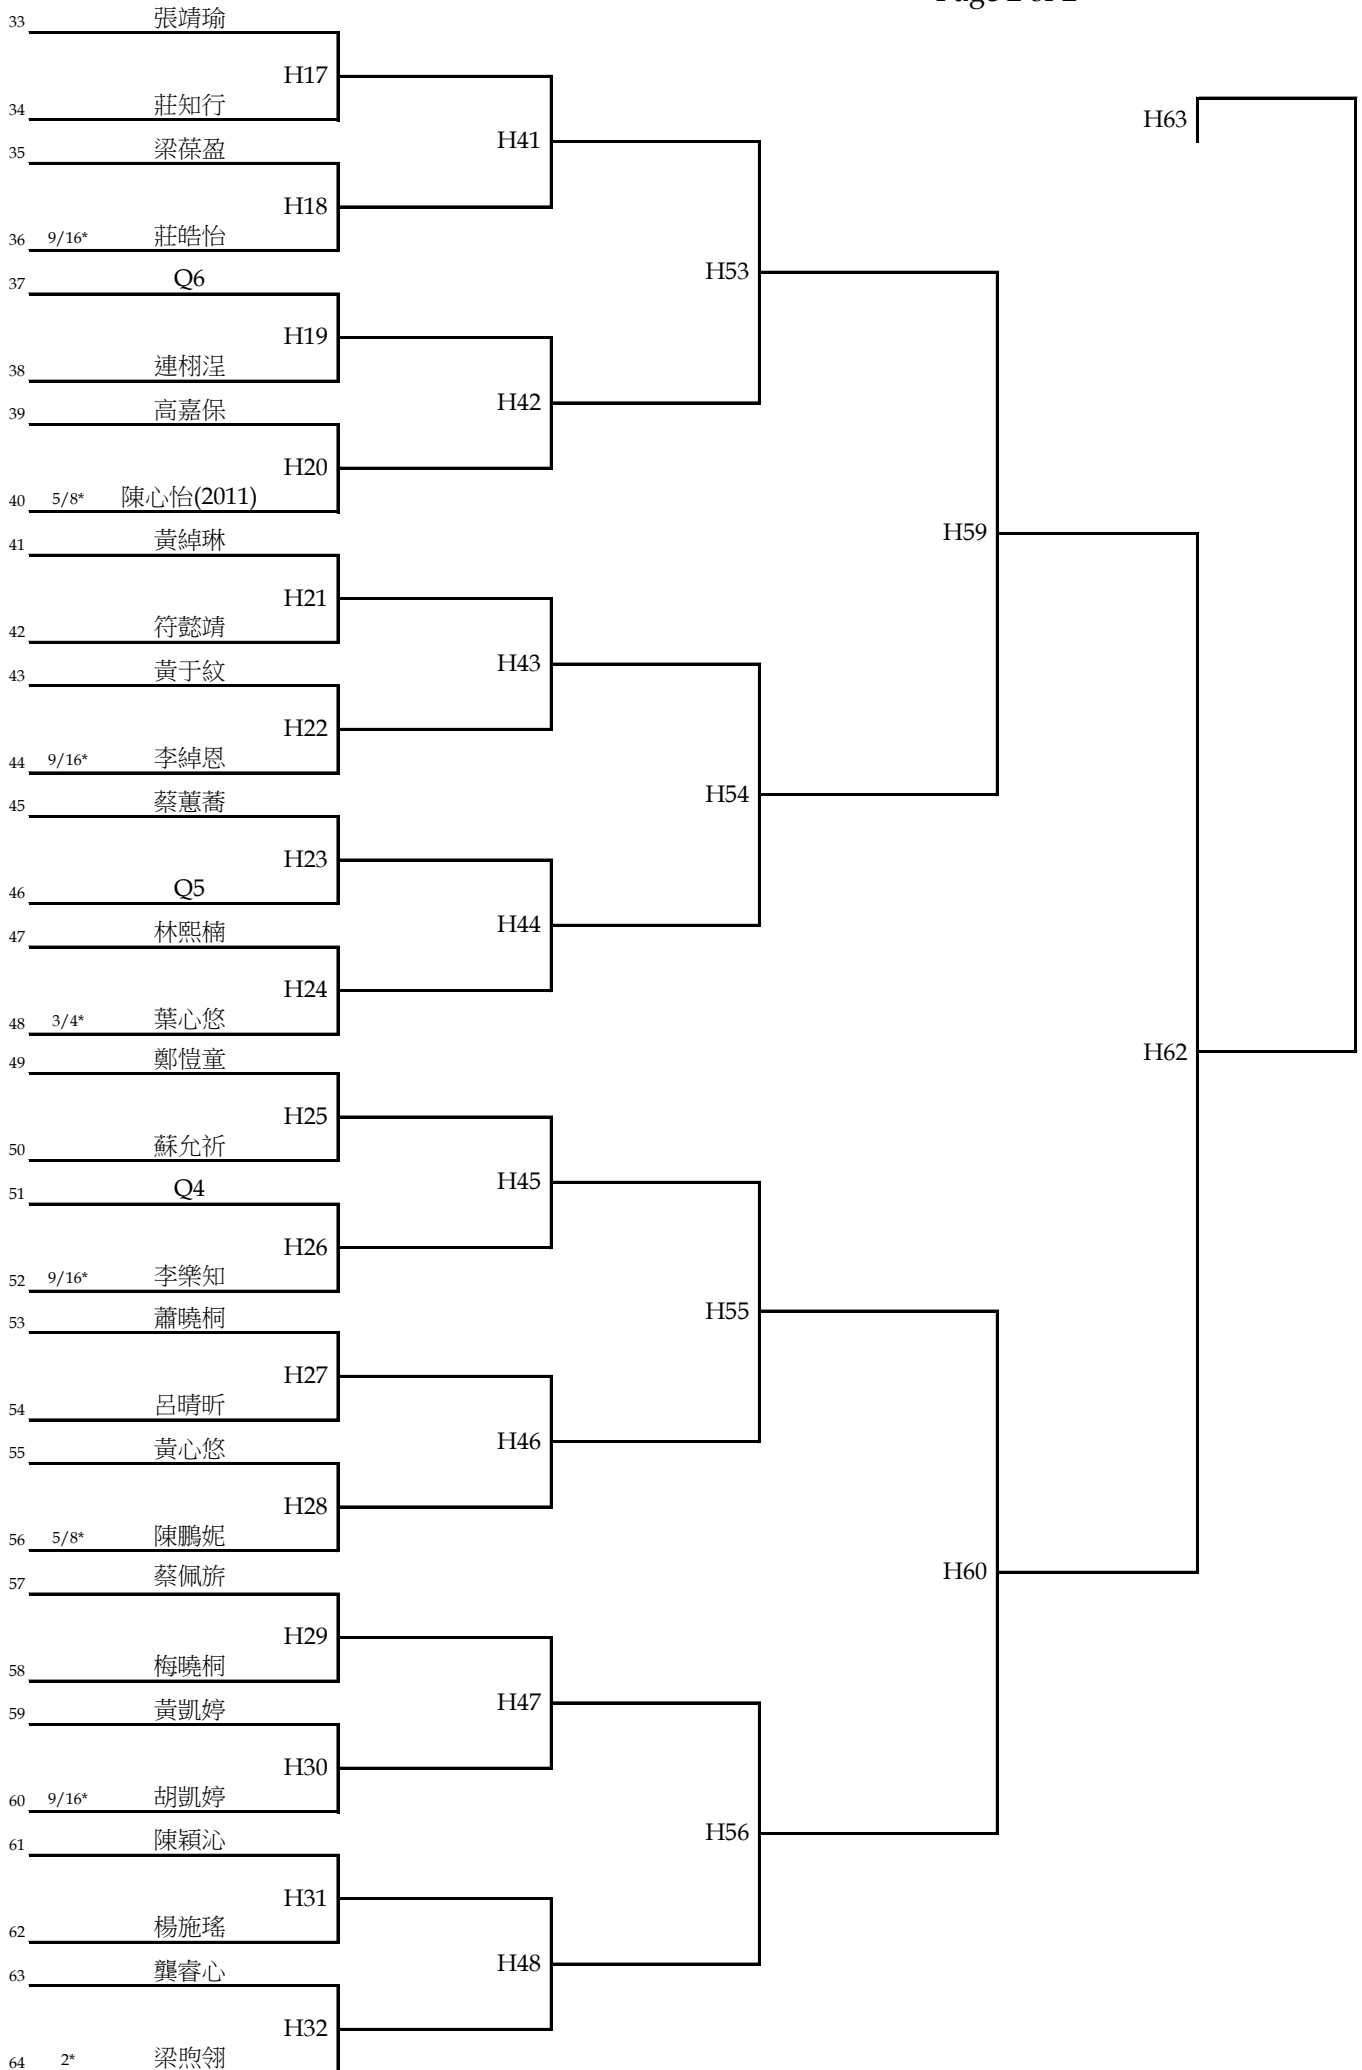 33 張靖瑜
H17
34 莊知行
H63
H41
35 梁葆盈
H18
36 9/16* 莊皓怡
H53
37 Q6
H19
38 連栩浧
H42
39 高嘉保
H20
40 5/8* 陳心怡(2011)
H59
41 黃綽琳
H21
42 符懿靖
H43
43 黃于紋
H22
44 9/16* 李綽恩
H54
45 蔡蕙蕎
H23
46 Q5
H44
47 林熙楠
H24
48 3/4* 葉心悠
H62
49 鄭愷童
H25
50 蘇允祈
H45
51 Q4
H26
52 9/16* 李樂知
H55
53 蕭曉桐
H27
54 呂晴昕
H46
55 黃心悠
H28
56 5/8* 陳鵬妮
H60
57 蔡佩旂
H29
58 梅曉桐
H47
59 黃凱婷
H30
60 9/16* 胡凱婷
H56
61 陳穎沁
H31
62 楊施瑤
H48
63 龔睿心
H32
64 2* 梁煦翎